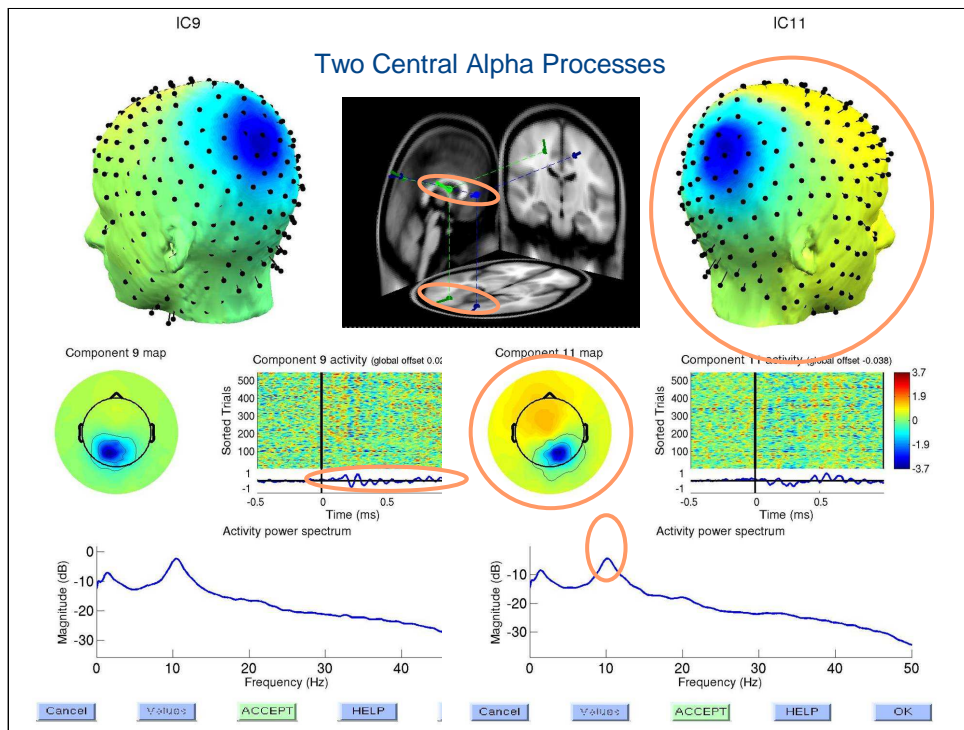 IC9
IC11
Two Central Alpha Processes
Component 9 map
Component 9 activity (global offset 0.02
Sorted Trials
500
400
300
200
100
1
-1
-0.5 0 0.5
Time (ms)
Component 11 map
Component 11 activity (global offset -0.038)
Sorted Trials
500
400
300
200
100
1
-1
-0.5 0 0.5
Time (ms)
3.7
1.9
0
-1.9
-3.7
Activity power spectrum
Magnitude (dB)
0
-10
-20
-30
0 10 20 40
Frequency (Hz)
Activity power spectrum
Magnitude (dB)
-10
-20
-30
0 10 20 30 40 50
Frequency (Hz)
Cancel Values ACCEPT HELP
Cancel Values ACCEPT HELP OK